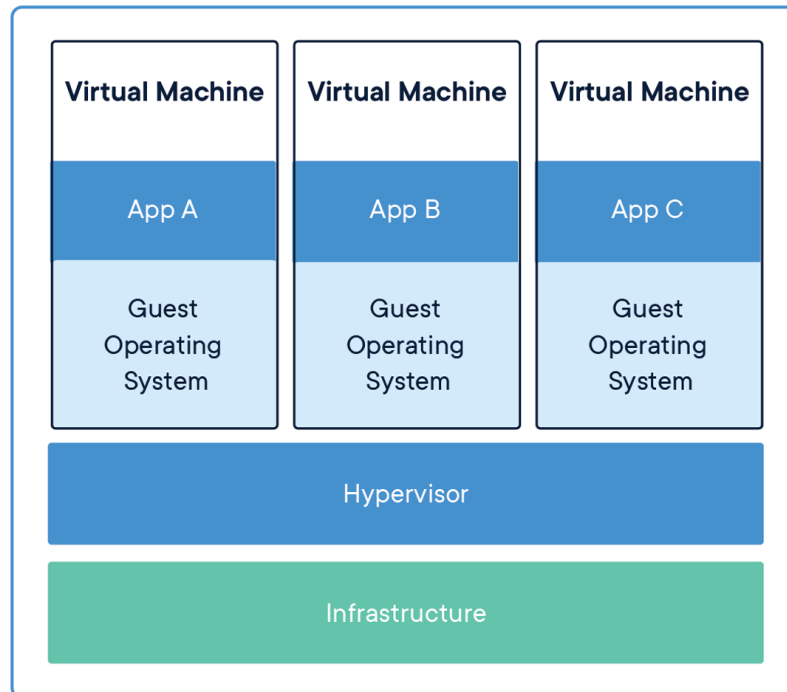 Virtual Machine
Virtual Machine
Virtual Machine
App A
App B
App C
Guest
Operating
System
Guest
Operating
System
Guest
Operating
System
Hypervisor
Infrastructure